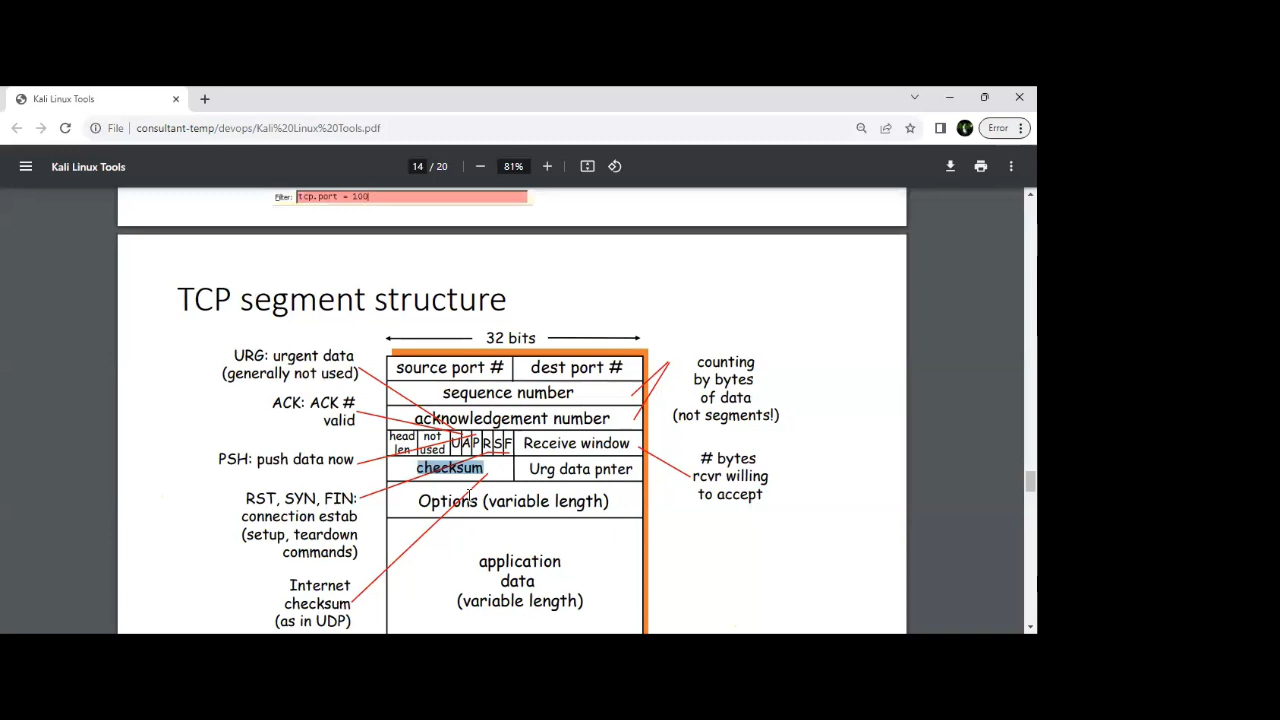 Kali Linux Tools
File consultant-temp/devops/Kali%20Linux%20Tools.pdf Error
Kali Linux Tools 14 / 20 81%
Filter: tcp.port = 100
TCP segment structure
32 bits
URG: urgent data
(generally not used)
ACK: ACK #
valid
PSH: push data now
RST, SYN, FIN:
connection estab
(setup, teardown
commands)
Internet
checksum
(as in UDP)
source port # dest port #
sequence number
acknowledgement number
head
len
not
used
U A P R S F Receive window
checksum Urg data pnter
Options (variable length)
application
data
(variable length)
counting
by bytes
of data
(not segments!)
# bytes
rcvr willing
to accept